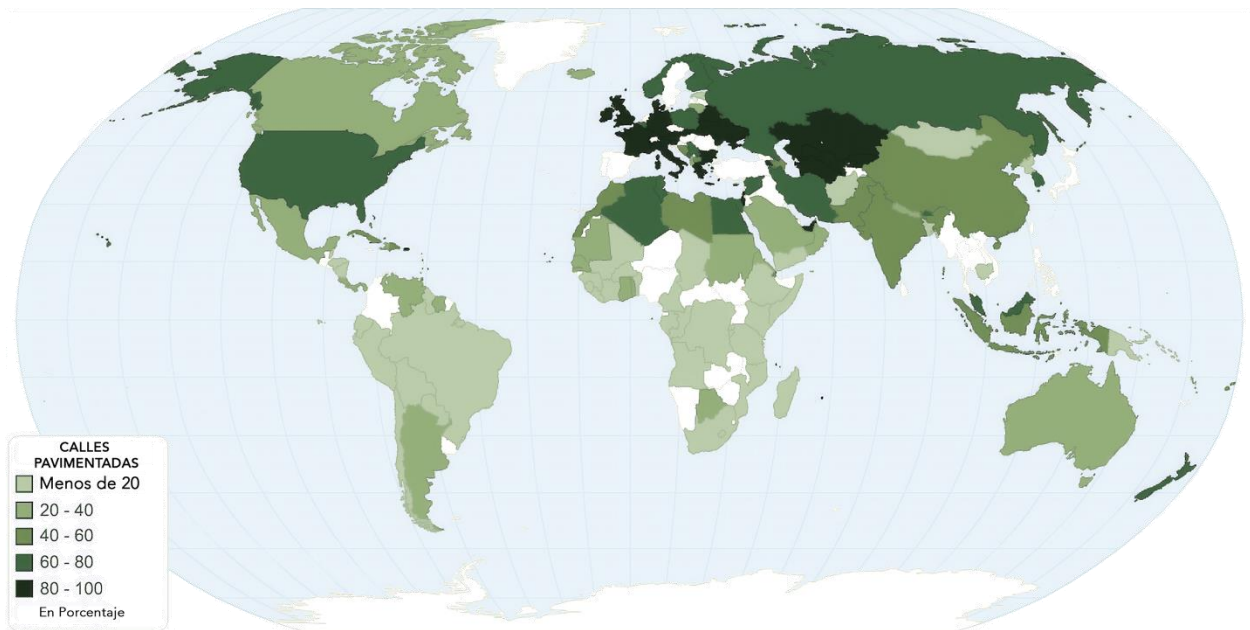 CALLES
PAVIMENTADAS
Menos de 20
20 - 40
40 - 60
60 - 80
80 - 100
En Porcentaje